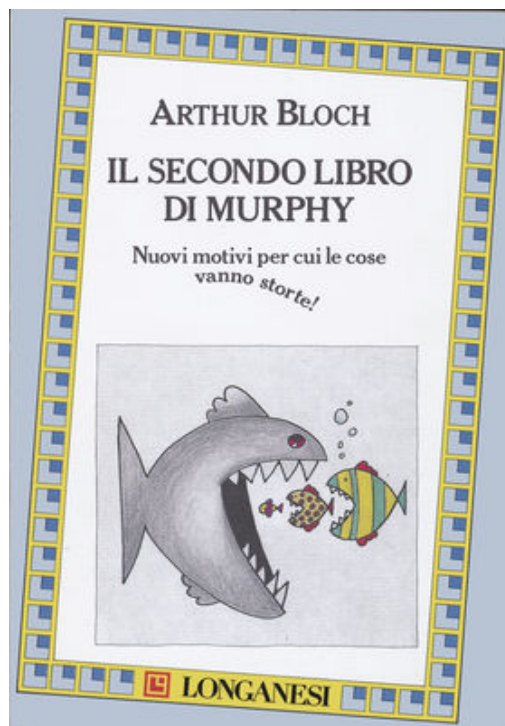 ARTHUR BLOCH
IL SECONDO LIBRO
DI MURPHY
Nuovi motivi per cui le cose
vanno storte!
L LONGANESI